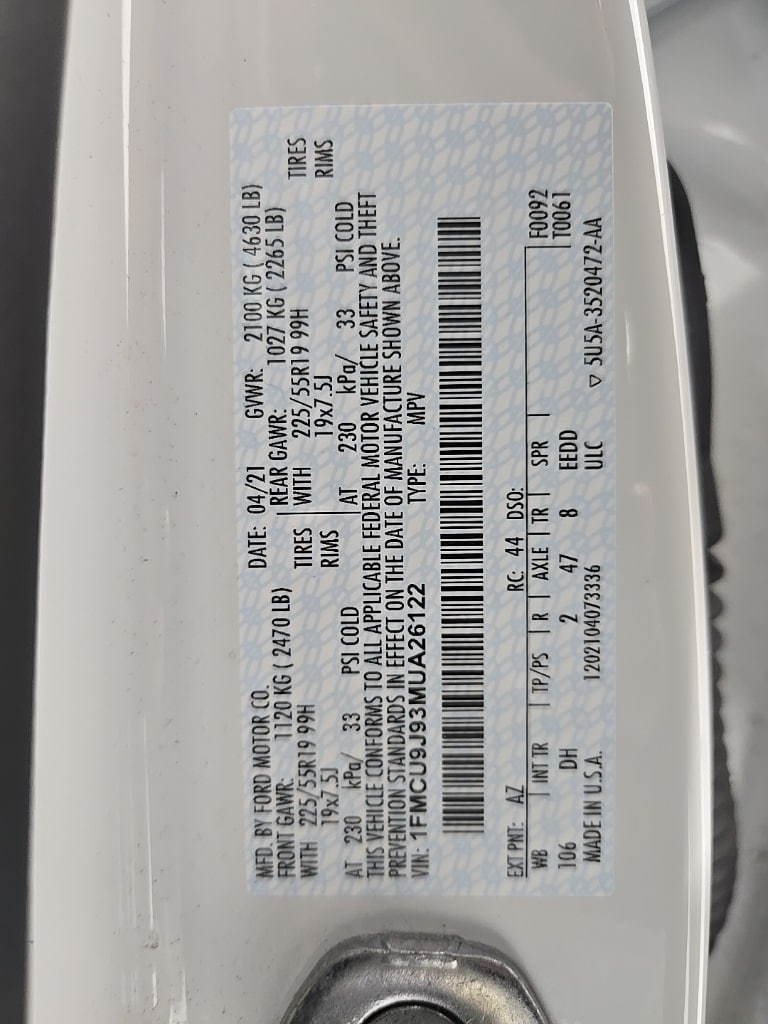 MFD. BY FORD MOTOR CO. DATE: 04/21 GVWR: 2100 KG ( 4630 LB)
FRONT GAWR: 1120 KG ( 2470 LB) REAR GAWR: 1027 KG ( 2265 LB)
WITH 225/55R19 99H TIRES WITH 225/55R19 99H TIRES
19x7.5J RIMS 19x7.5J RIMS
AT 230 kPa/ 33 PSI COLD AT 230 kPa/ 33 PSI COLD
THIS VEHICLE CONFORMS TO ALL APPLICABLE FEDERAL MOTOR VEHICLE SAFETY AND THEFT
PREVENTION STANDARDS IN EFFECT ON THE DATE OF MANUFACTURE SHOWN ABOVE.
VIN: 1FMCU9J93MUA26122 TYPE: MPV
EXT PNT: AZ RC: 44 DSO: F0092
WB INT TR TP/PS R AXLE TR SPR T0061
106 DH 2 47 8 EEDD
MADE IN U.S.A. 1202104073336 ULC ▽ 5U5A-3520472-AA